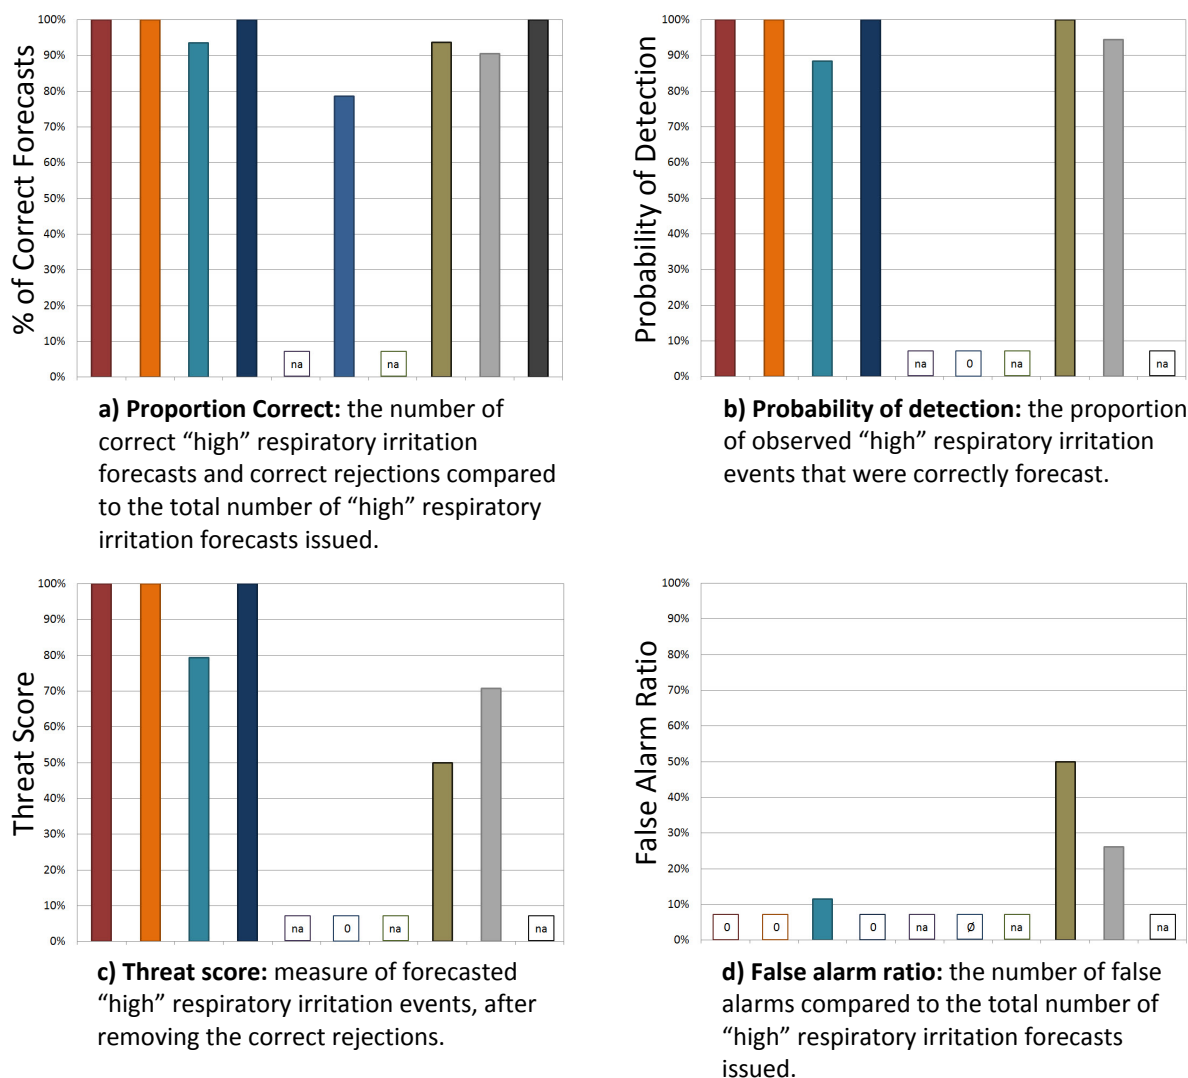 % of Correct Forecasts
100%
90%
80%
70%
60%
50%
40%
30%
20%
10%
0%
na
na
a) Proportion Correct: the number of
correct “high” respiratory irritation
forecasts and correct rejections compared
to the total number of “high” respiratory
irritation forecasts issued.
Probability of Detection
100%
90%
80%
70%
60%
50%
40%
30%
20%
10%
0%
na
0
na
na
b) Probability of detection: the proportion
of observed “high” respiratory irritation
events that were correctly forecast.
Threat Score
100%
90%
80%
70%
60%
50%
40%
30%
20%
10%
0%
na
0
na
na
c) Threat score: measure of forecasted
“high” respiratory irritation events, after
removing the correct rejections.
False Alarm Ratio
100%
90%
80%
70%
60%
50%
40%
30%
20%
10%
0%
0
0
0
na
Ø
na
na
d) False alarm ratio: the number of false
alarms compared to the total number of
“high” respiratory irritation forecasts
issued.